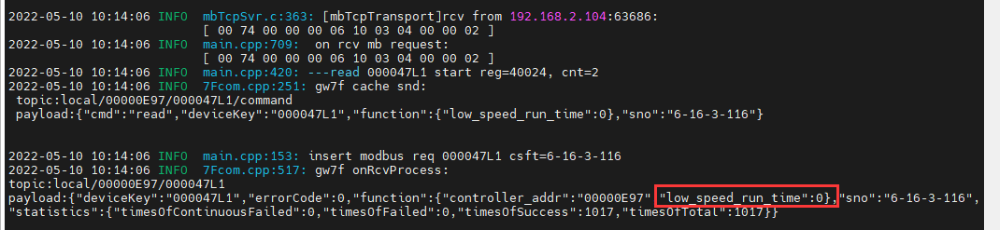 2022-05-10 10:14:06 INFO  mbTcpSvr.c:363: [mbTcpTransport]rcv from 192.168.2.104:63686:
[ 00 74 00 00 00 06 10 03 04 00 00 02 ]
2022-05-10 10:14:06 INFO  main.cpp:709:  on rcv mb request:
[ 00 74 00 00 00 06 10 03 04 00 00 02 ]
2022-05-10 10:14:06 INFO  main.cpp:420: ---read 000047L1 start reg=40024, cnt=2
2022-05-10 10:14:06 INFO  7Fcom.cpp:251: gw7f cache snd:
topic:local/00000E97/000047L1/command
payload:{"cmd":"read","deviceKey":"000047L1","function":{"low_speed_run_time":0},"sno":"6-16-3-116"}
2022-05-10 10:14:06 INFO  main.cpp:153: insert modbus req 000047L1 csft=6-16-3-116
2022-05-10 10:14:06 INFO  7Fcom.cpp:517: gw7f onRcvProcess:
topic:local/00000E97/000047L1
payload:{"deviceKey":"000047L1","errorCode":0,"function":{"controller_addr":"00000E97" "low_speed_run_time":0},"sno":"6-16-3-116",
"statistics":{"timesOfContinuousFailed":0,"timesOfFailed":0,"timesOfSuccess":1017,"timesOfTotal":1017}}